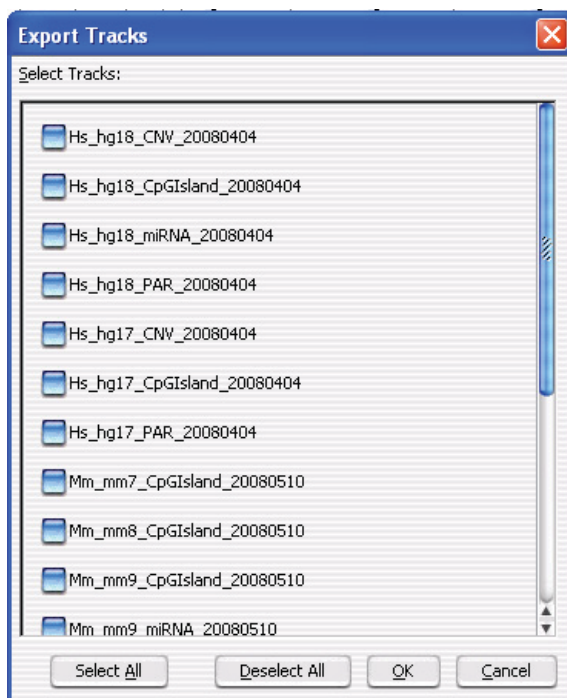 Export Tracks
Select Tracks:
Hs_hg18_CNV_20080404
Hs_hg18_CpGIsland_20080404
Hs_hg18_miRNA_20080404
Hs_hg18_PAR_20080404
Hs_hg17_CNV_20080404
Hs_hg17_CpGIsland_20080404
Hs_hg17_PAR_20080404
Mm_mm7_CpGIsland_20080510
Mm_mm8_CpGIsland_20080510
Mm_mm9_CpGIsland_20080510
Mm_mm9_miRNA_20080510
Select All Deselect All OK Cancel